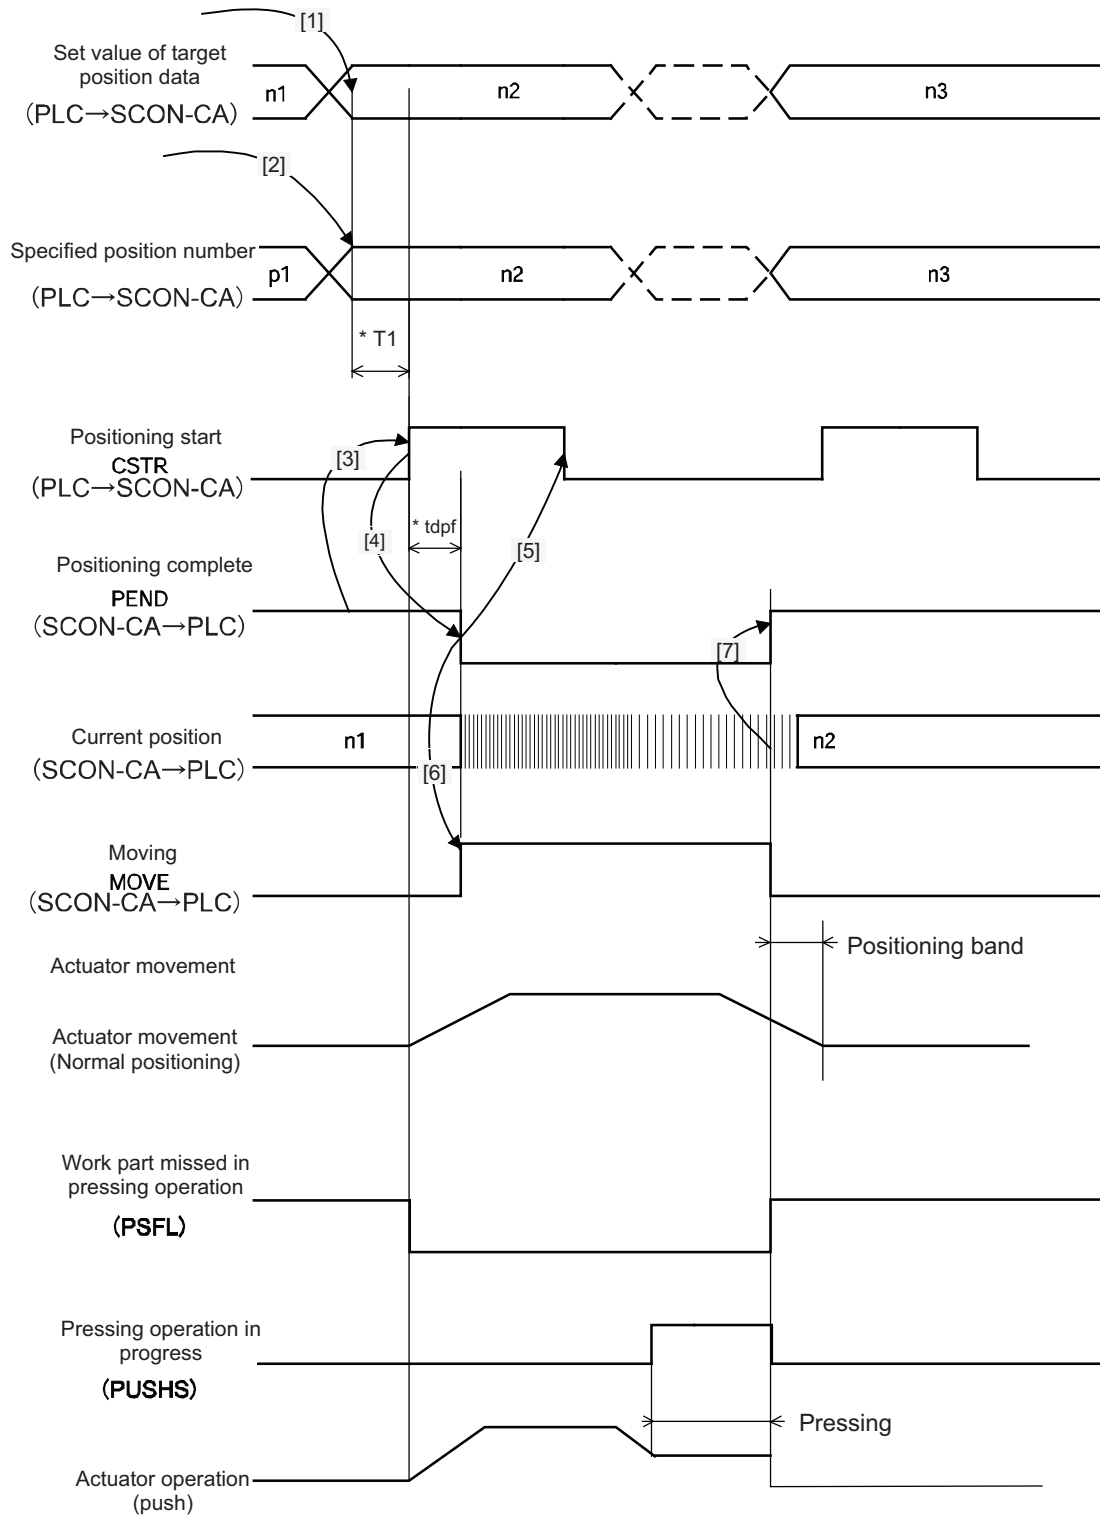 [1]
Set value of target
position data
(PLC→SCON-CA)
n1
n2
n3
[2]
Specified position number
(PLC→SCON-CA)
p1
n2
n3
* T1
Positioning start
CSTR
(PLC→SCON-CA)
[3]
[4]
* tdpf
[5]
Positioning complete
PEND
(SCON-CA→PLC)
[7]
Current position
(SCON-CA→PLC)
n1
n2
[6]
Moving
MOVE
(SCON-CA→PLC)
Positioning band
Actuator movement
Actuator movement
(Normal positioning)
Work part missed in
pressing operation
(PSFL)
Pressing operation in
progress
(PUSHS)
Pressing
Actuator operation
(push)